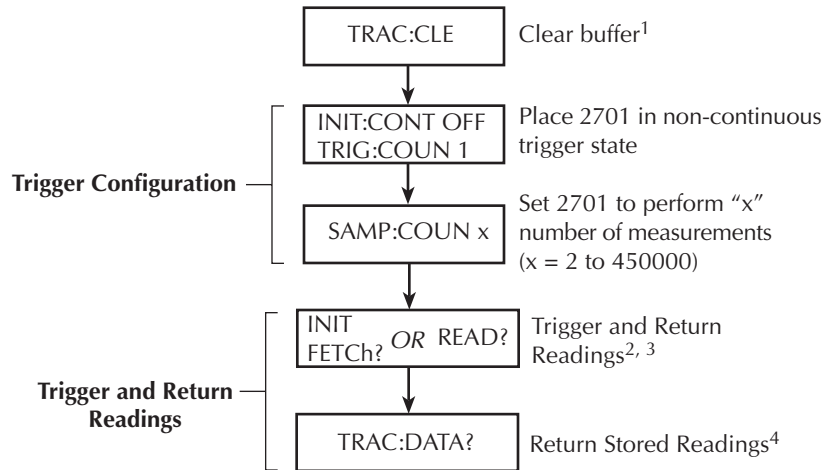 TRAC:CLE
Clear buffer1
Trigger Configuration
INIT:CONT OFF
TRIG:COUN 1
Place 2701 in non-continuous
trigger state
SAMP:COUN x
Set 2701 to perform “x”
number of measurements
(x = 2 to 450000)
Trigger and Return
Readings
INIT
FETCh?
OR
READ?
Trigger and Return
Readings2, 3
TRAC:DATA?
Return Stored Readings4